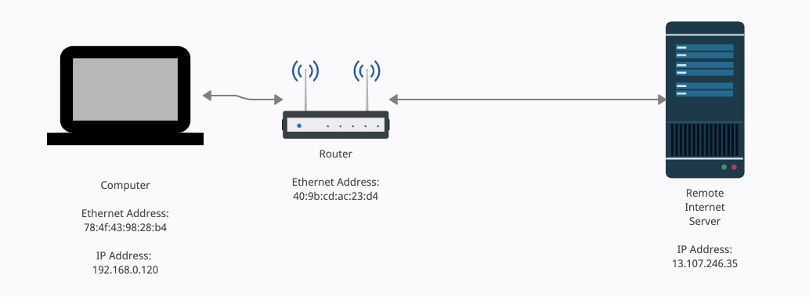 Computer
Ethernet Address:
78:4f:43:98:28:b4
IP Address:
192.168.0.120
Router
Ethernet Address:
40:9b:cd:ac:23:d4
Remote
Internet
Server
IP Address:
13.107.246.35